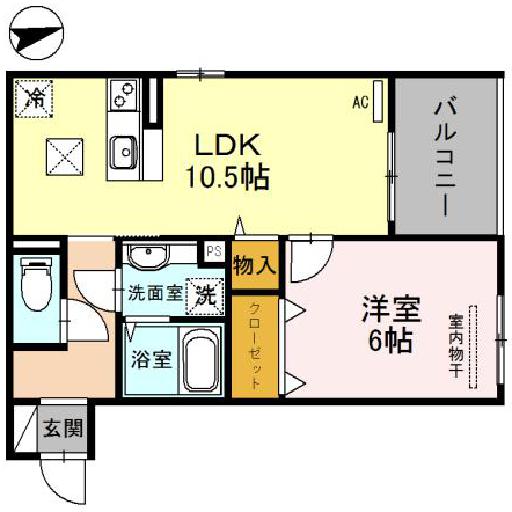 冷
AC
バルコニー
LDK
10.5帖
PS
物入
洗面室
洗
クローゼット
洋室
6帖
室内物干
浴室
玄関